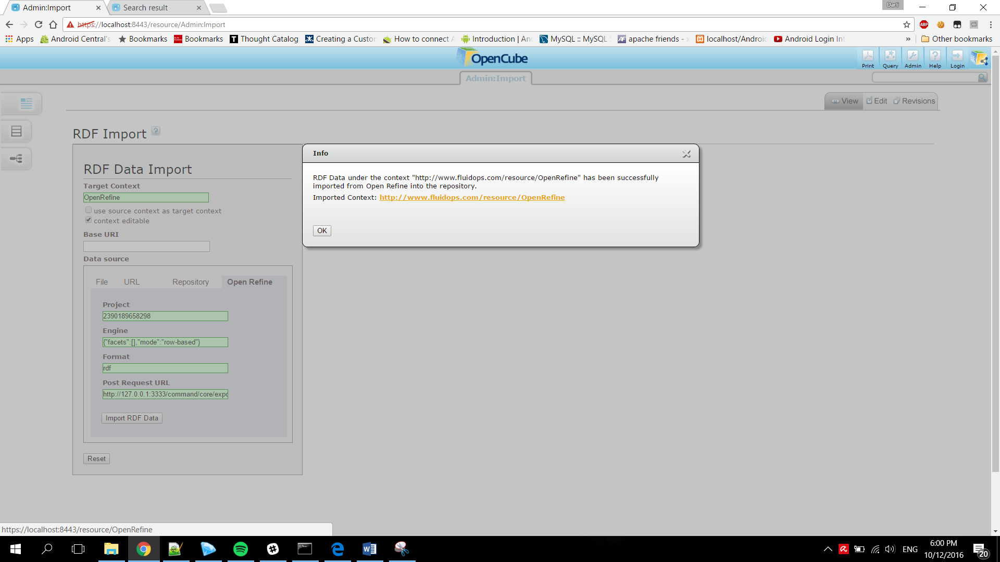 Admin:Import
Search result
Darli
https://localhost:8443/resource/Admin:Import
ABP
Apps
Android Central's
Bookmarks
Bookmarks
Thought Catalog
Creating a Custor
How to connect
Introduction | An
MySQL :: MySQL
apache friends -
localhost/Androic
Android Login Int
»
Other bookmarks
OpenCube
Print
Query
Admin
Help
Login
Admin:Import
View
Edit
Revisions
RDF Import ?
RDF Data Import
Target Context
OpenRefine
use source context as target context
context editable
Base URI
Data source
File
URL
Repository
Open Refine
Project
2390189658298
Engine
{"facets":[],"mode":"row-based"}
Format
rdf
Post Request URL
http://127.0.0.1:3333/command/core/expo
Import RDF Data
Reset
Info
RDF Data under the context "http://www.fluidops.com/resource/OpenRefine" has been successfully
imported from Open Refine into the repository.
Imported Context: http://www.fluidops.com/resource/OpenRefine
OK
https://localhost:8443/resource/OpenRefine
ENG
6:00 PM
10/12/2016
20